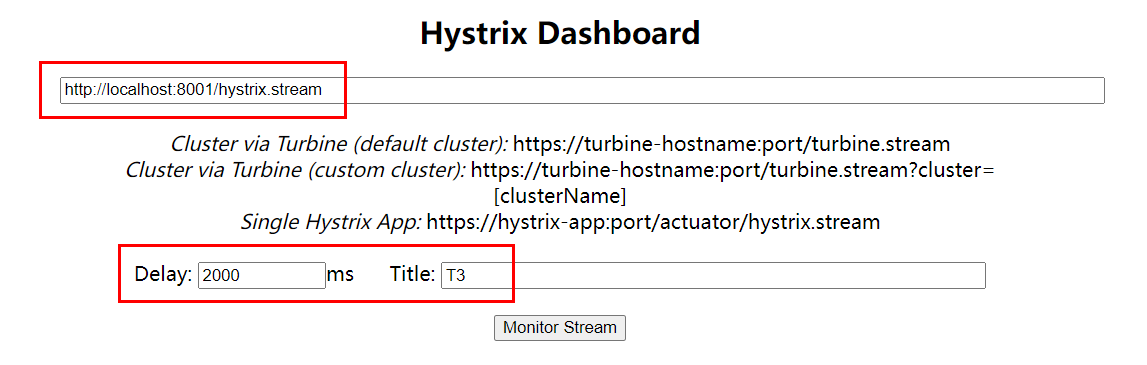 Hystrix Dashboard
http://localhost:8001/hystrix.stream
Cluster via Turbine (default cluster): https://turbine-hostname:port/turbine.stream
Cluster via Turbine (custom cluster): https://turbine-hostname:port/turbine.stream?cluster=
[clusterName]
Single Hystrix App: https://hystrix-app:port/actuator/hystrix.stream
Delay: 2000 ms Title: T3
Monitor Stream